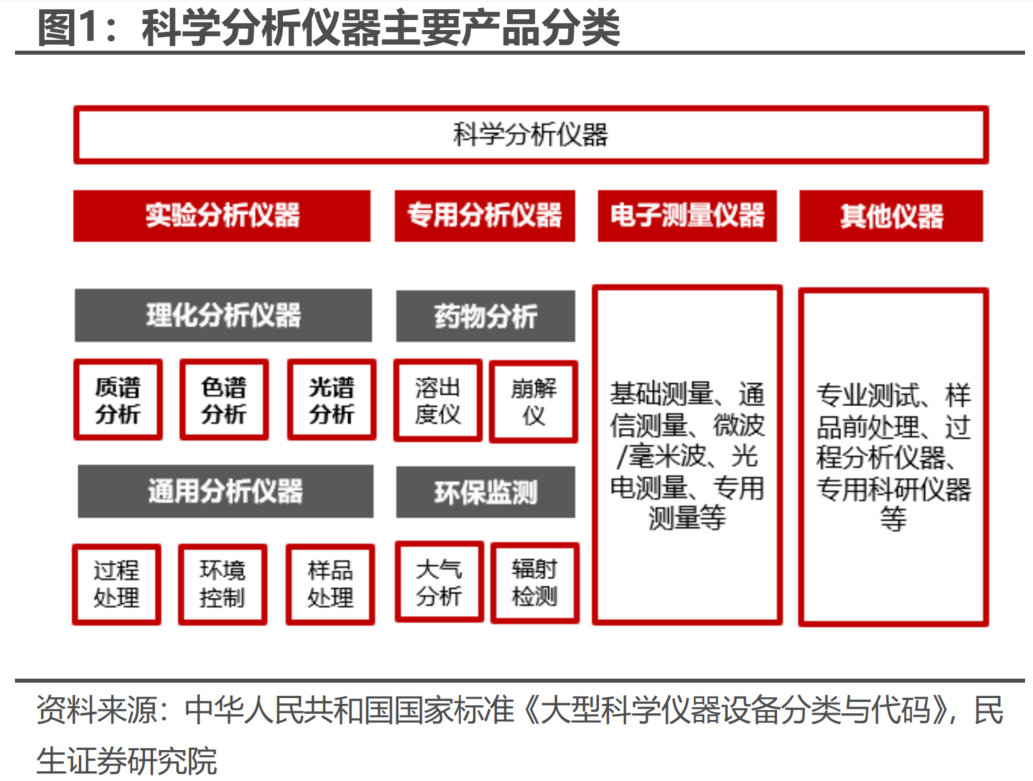 图1：科学分析仪器主要产品分类
科学分析仪器
实验分析仪器
专用分析仪器
电子测量仪器
其他仪器
理化分析仪器
药物分析
质谱
分析
色谱
分析
光谱
分析
溶出
度仪
崩解
仪
通用分析仪器
环保监测
过程
处理
环境
控制
样品
处理
大气
分析
辐射
检测
基础测量、通
信测量、微波
/毫米波、光
电测量、专用
测量等
专业测试、样
品前处理、过
程分析仪器、
专用科研仪器
等
资料来源：中华人民共和国国家标准《大型科学仪器设备分类与代码》，民
生证券研究院